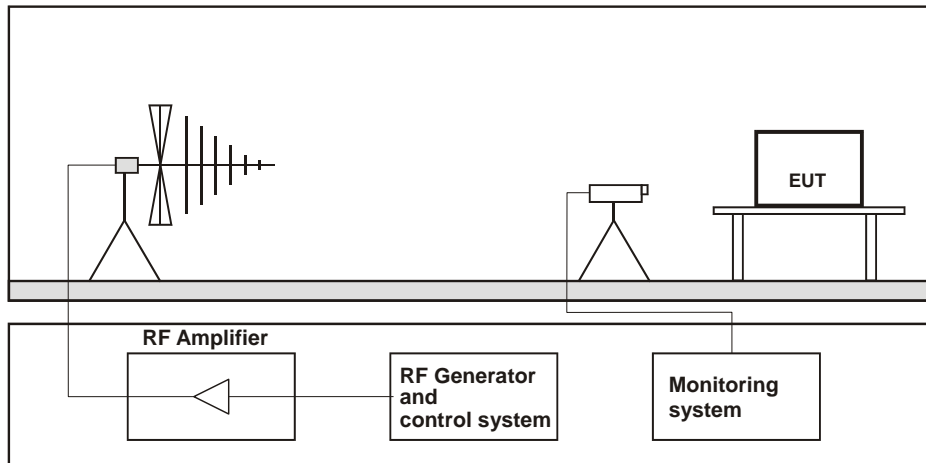 EUT
RF Amplifier
RF Generator
and
control system
Monitoring
system